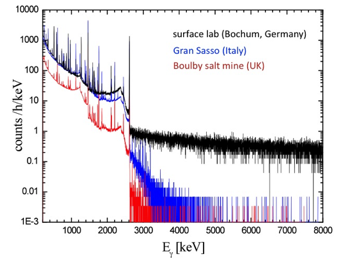 10000
1000
100
10
1
0.1
0.01
1E-3
counts /h/keV
surface lab (Bochum, Germany)
Gran Sasso (Italy)
Boulby salt mine (UK)
1000 2000 3000 4000 5000 6000 7000 8000
Eγ [keV]